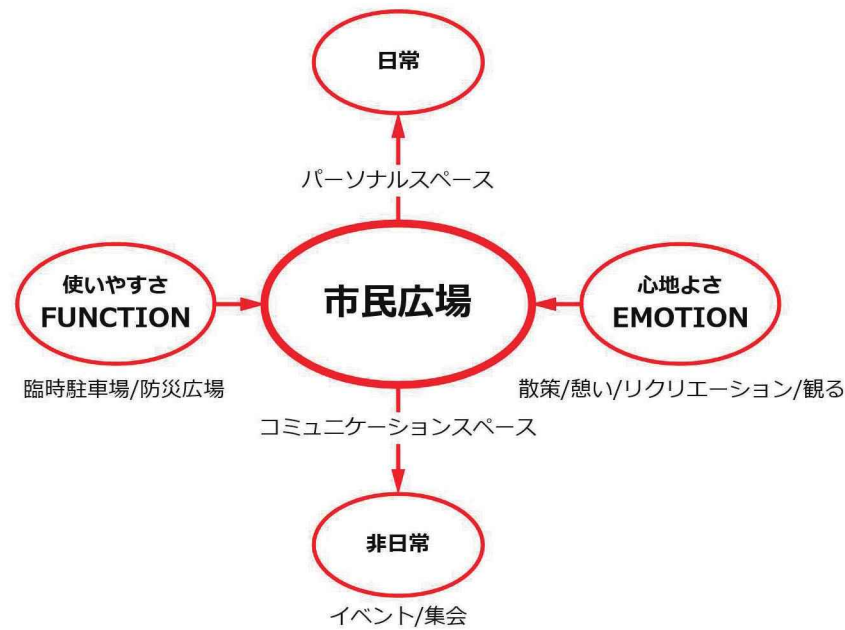 日常
パーソナルスペース
使いやすさ
FUNCTION
臨時駐車場/防災広場
市民広場
心地よさ
EMOTION
散策/憩い/リクリエーション/観る
コミュニケーションスペース
非日常
イベント/集会